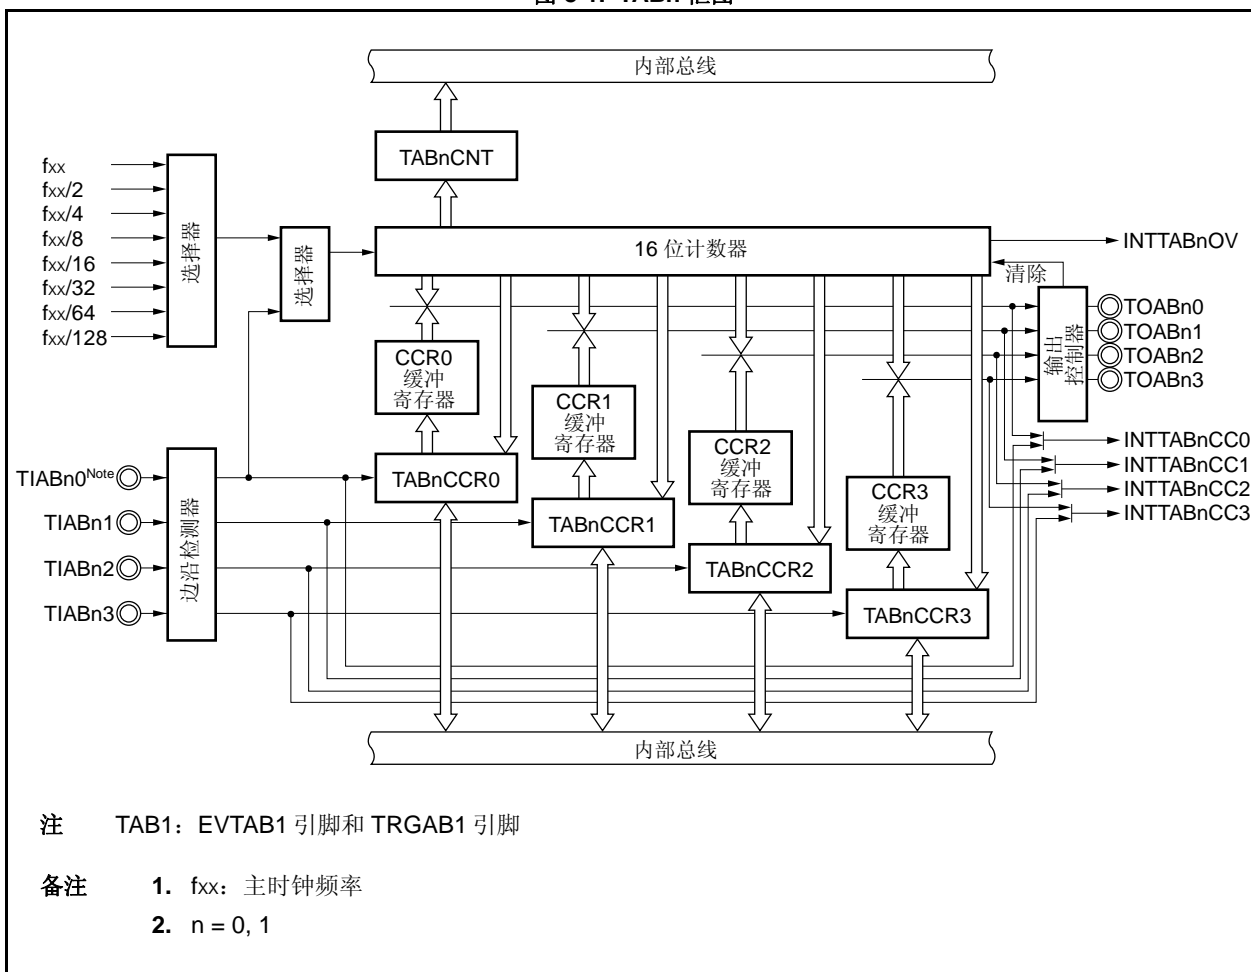 内部总线
TABnCNT
fxx
fxx/2
fxx/4
fxx/8
fxx/16
fxx/32
fxx/64
fxx/128
选择器
选择器
16 位计数器
INTTABnOV
清除
输出控制器
TOABn0
TOABn1
TOABn2
TOABn3
CCR0
缓冲
寄存器
CCR1
缓冲
寄存器
CCR2
缓冲
寄存器
CCR3
缓冲
寄存器
INTTABnCC0
INTTABnCC1
INTTABnCC2
INTTABnCC3
TIABn0Note
TIABn1
TIABn2
TIABn3
边沿检测器
TABnCCR0
TABnCCR1
TABnCCR2
TABnCCR3
内部总线
注 TAB1：EVTAB1 引脚和 TRGAB1 引脚
备注 1. fxx：主时钟频率
2. n = 0, 1